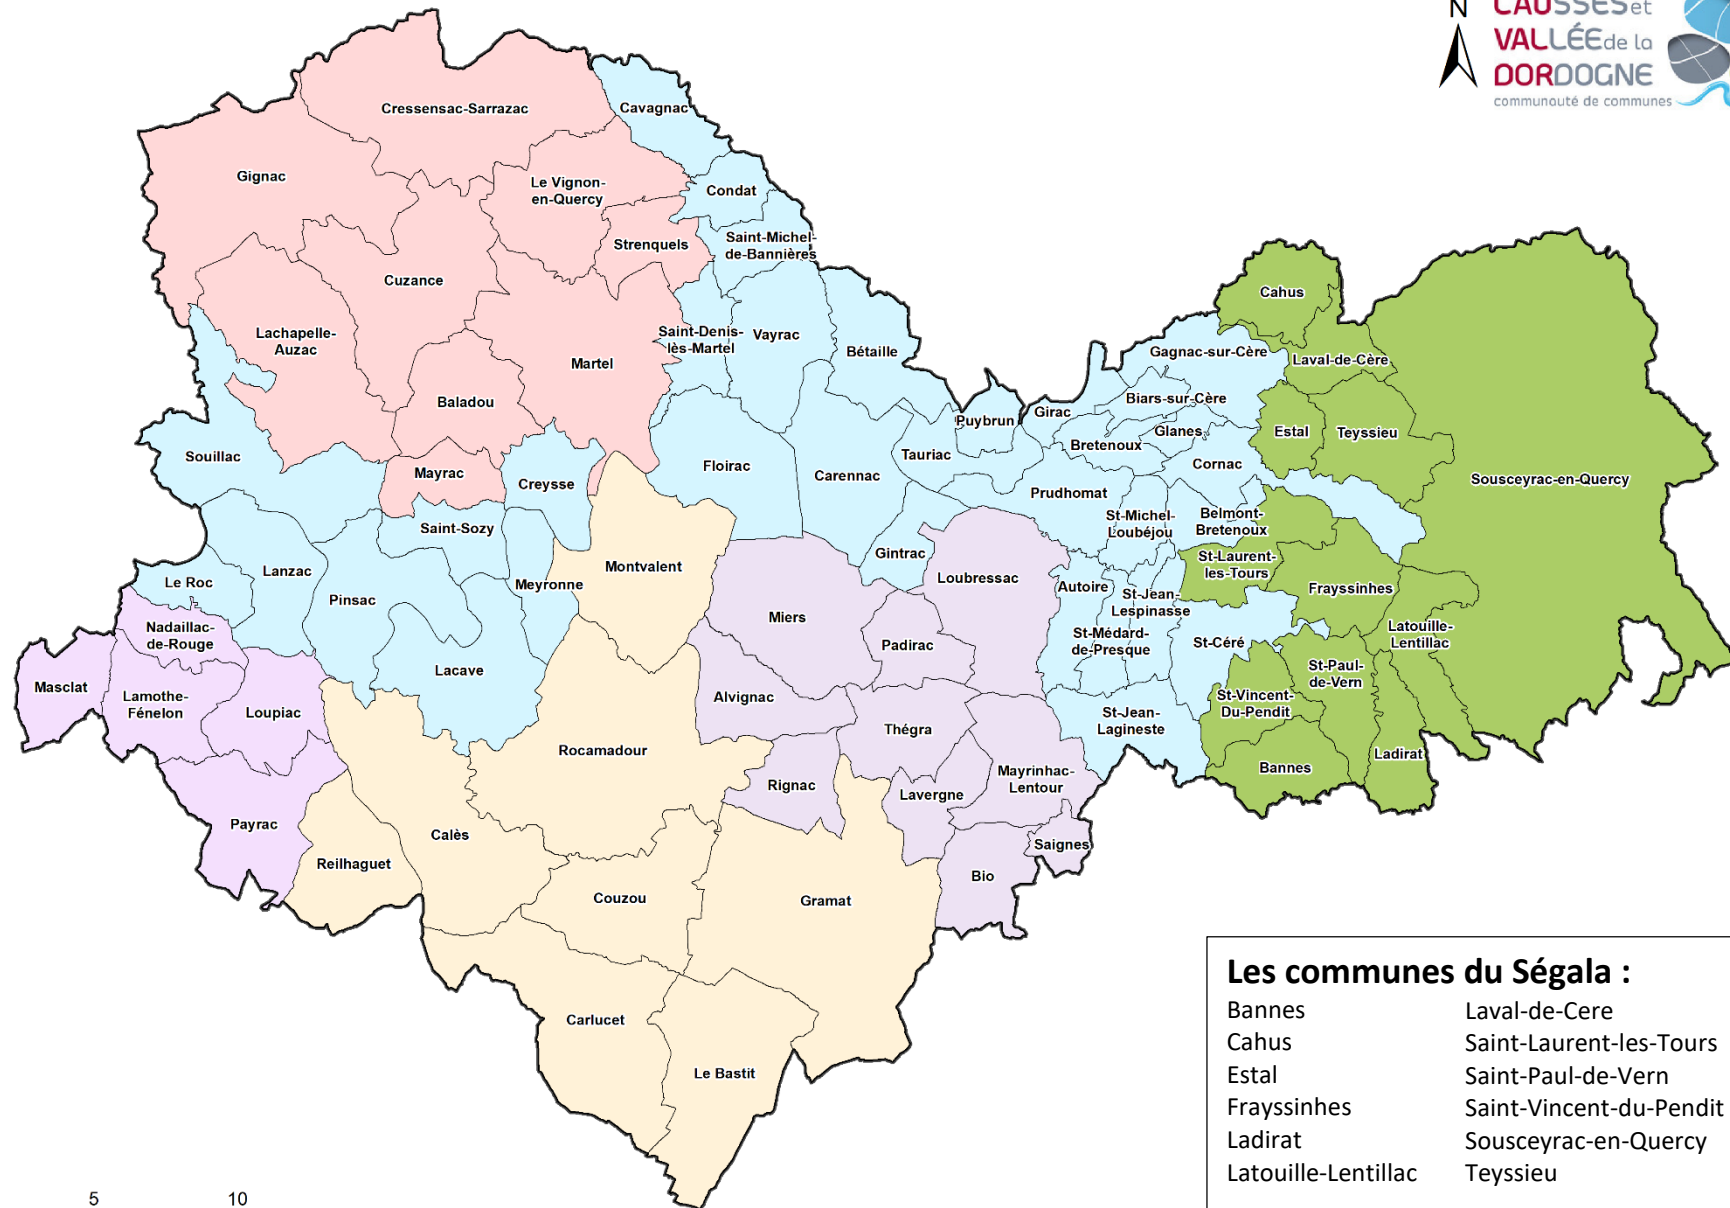 N
CAUSSES et
VALLÉE de la
DORDOGNE
communauté de communes
Cressensac-Sarrazac
Cavagnac
Gignac
Le Vignon-
en-Quercy
Condat
Strenquels
Saint-Michel-
de-Bannières
Cuzance
Cahus
Lachapelle-
Auzac
Saint-Denis-
lès-Martel
Vayrac
Bétaille
Gagnac-sur-Cère
Laval-de-Cère
Martel
Baladou
Biars-sur-Cère
Girac
Puybrun
Bretenoux
Glanes
Estal
Teyssieu
Souillac
Mayrac
Creysse
Floirac
Carennac
Tauriac
Cornac
Sousceyrac-en-Quercy
Prudhomat
Saint-Sozy
St-Michel-
Loubéjou
Belmont-
Bretenoux
Gintrac
St-Laurent-
les-Tours
Le Roc
Lanzac
Pinsac
Meyronne
Montvalent
Loubressac
Autoire
St-Jean-
Lespinasse
Frayssinhes
Miers
Nadaillac-
de-Rouge
Padirac
St-Médard-
de-Presque
St-Céré
Latouille-
Lentillac
Masclat
Lamothe-
Fénelon
Loupiac
Lacave
Alvignac
St-Paul-
de-Vern
St-Vincent-
Du-Pendit
St-Jean-
Lagineste
Thégra
Rocamadour
Rignac
Mayrinhac-
Lentour
Lavergne
Bannes
Ladirat
Payrac
Calès
Reilhaguet
Saignes
Bio
Couzou
Gramat
Carlucet
Le Bastit
Les communes du Ségala :
Bannes
Cahus
Estal
Frayssinhes
Ladirat
Latouille-Lentillac
Laval-de-Cere
Saint-Laurent-les-Tours
Saint-Paul-de-Vern
Saint-Vincent-du-Pendit
Sousceyrac-en-Quercy
Teyssieu
5 10